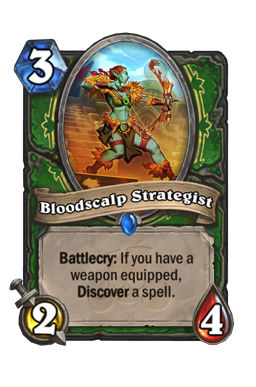 3
Bloodscalp Strategist
Battlecry: If you have a
weapon equipped,
Discover a spell.
2
4